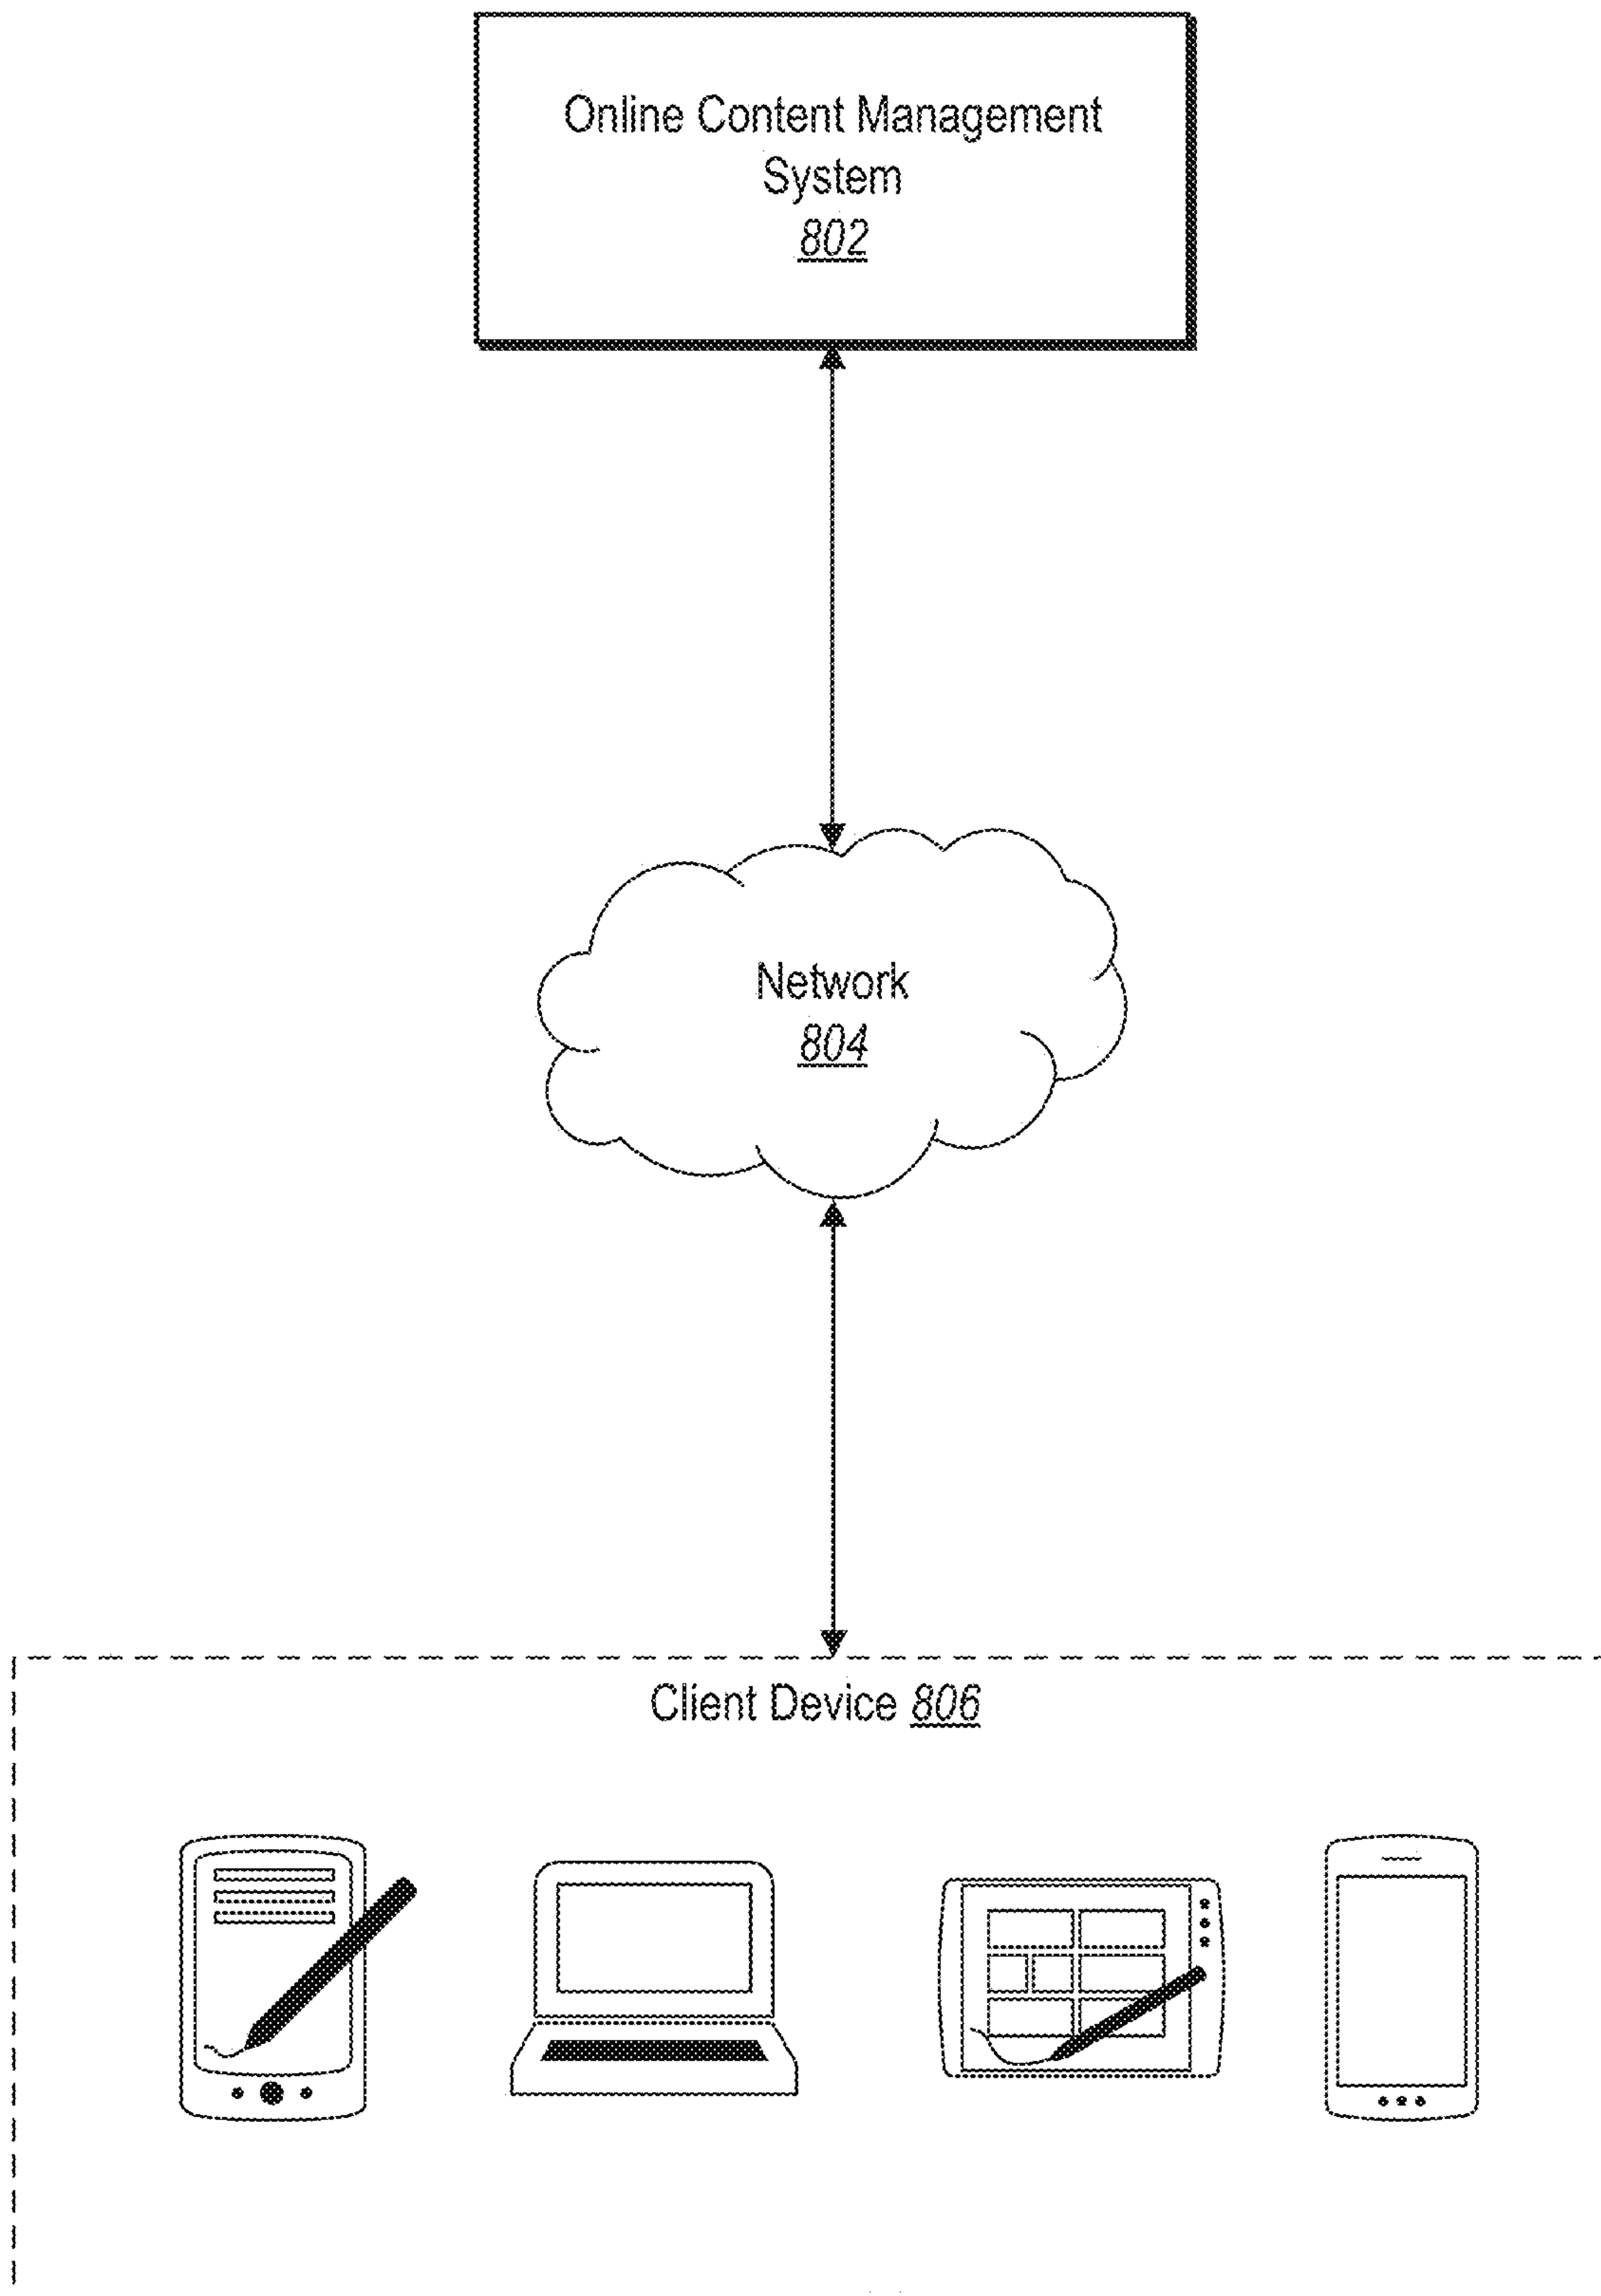 Online Content Management
System
802
Network
804
Client Device 806